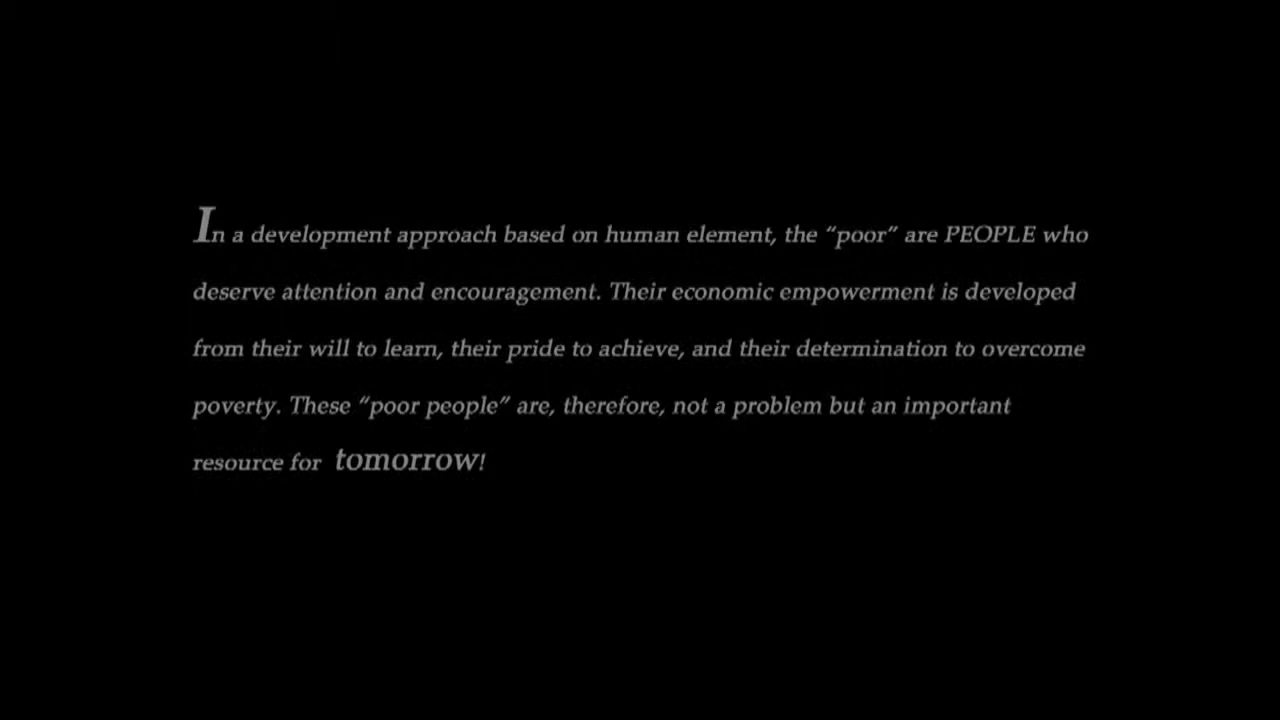 In a development approach based on human element, the “poor” are PEOPLE who
deserve attention and encouragement. Their economic empowerment is developed
from their will to learn, their pride to achieve, and their determination to overcome
poverty. These “poor people” are, therefore, not a problem but an important
resource for tomorrow!